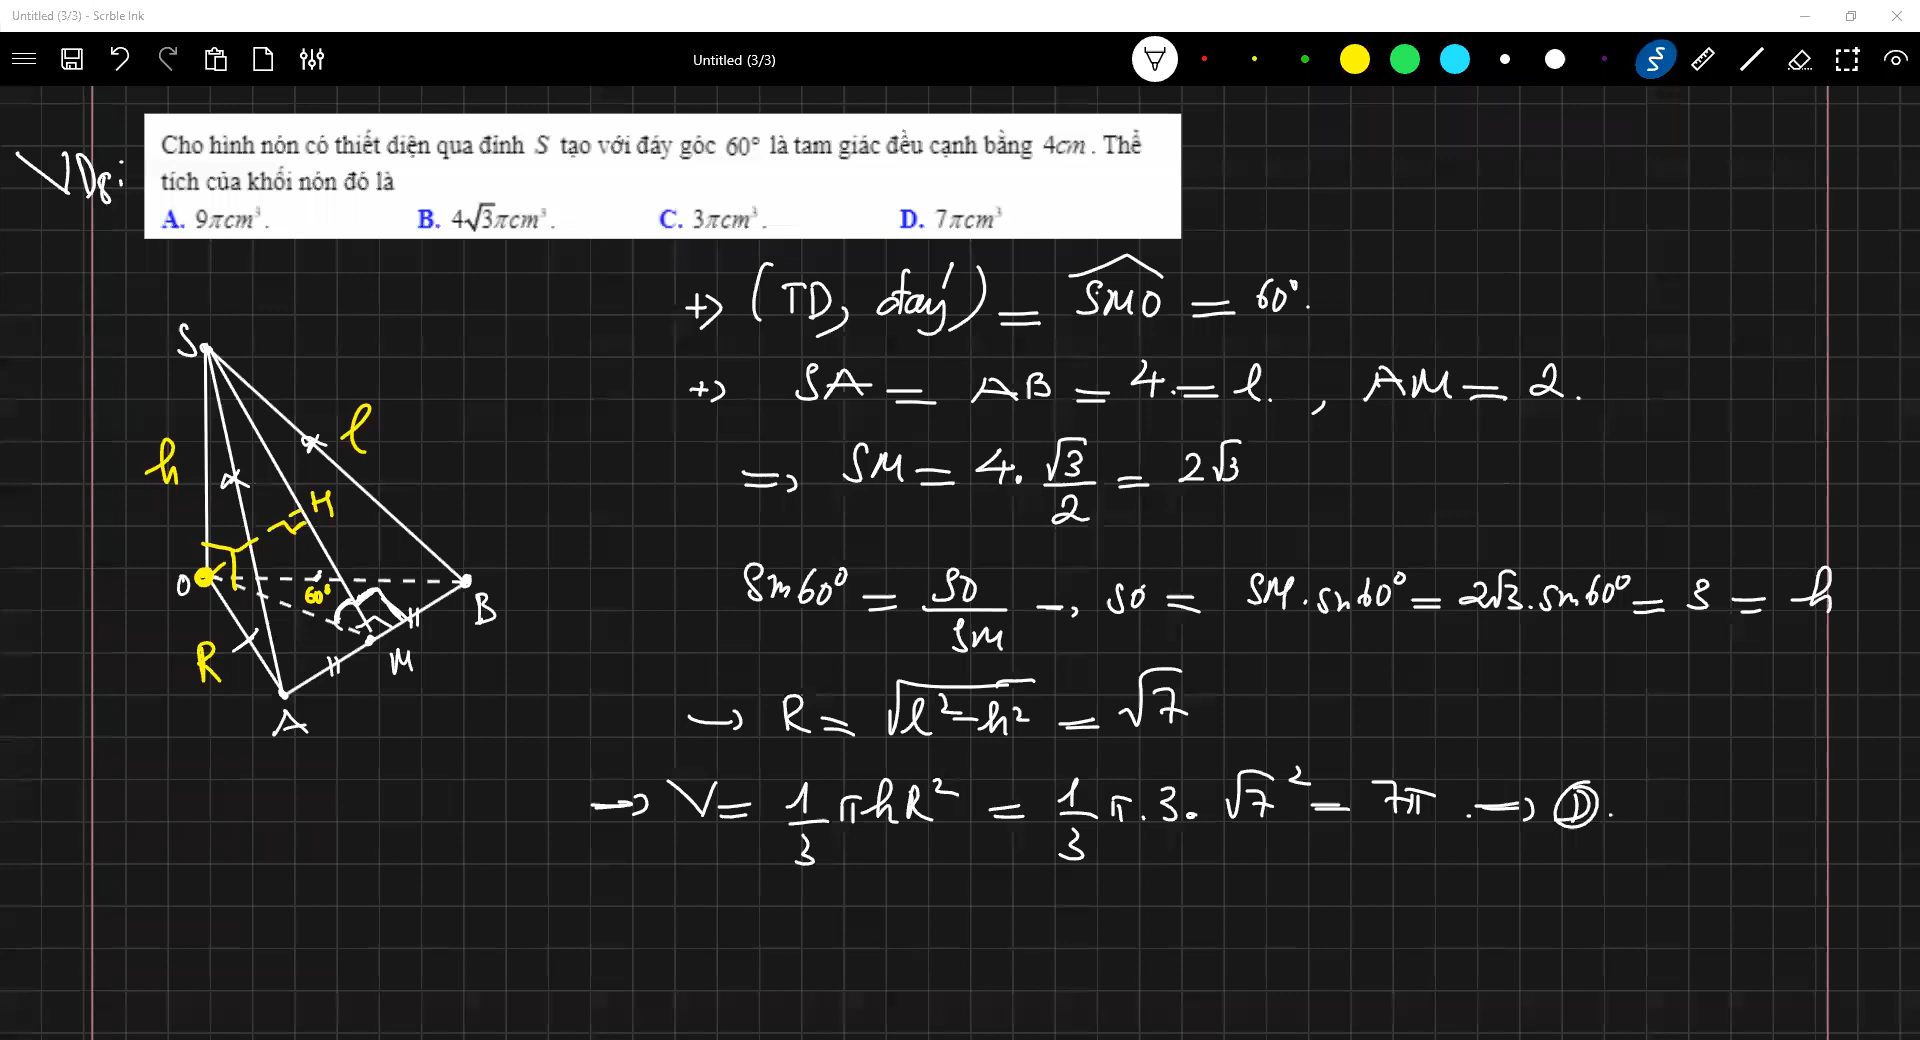 Untitled (3/3) - Scrble Ink
Untitled (3/3)
VD8:
Cho hình nón có thiết diện qua đỉnh S tạo với đáy góc 60° là tam giác đều cạnh bằng 4cm. Thể
tích của khối nón đó là
A. 9πcm³. B. 4√3πcm³. C. 3πcm³. D. 7πcm³
+> (TD, đáy) = SMO = 60°.
+> SA = AB = 4 = l. , AM = 2.
=> SM = 4. √3/2 = 2√3
Sin60° = SO/SM → SO = SM.sin60° = 2√3.sin60° = 3 = h
→ R = √(l²-h²) = √7
→ V = 1/3 πhR² = 1/3 π.3.√7² = 7π. → D.
S
l
h
H
O
60°
B
R
M
A